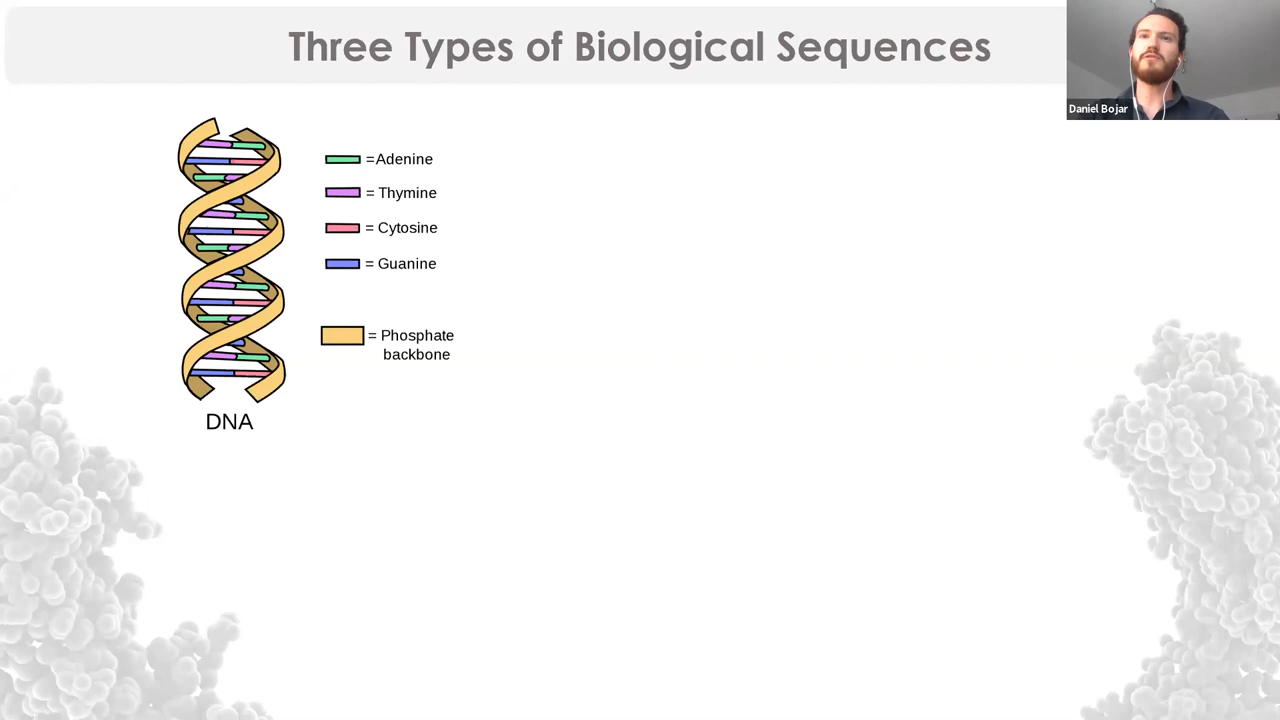 Three Types of Biological Sequences
Daniel Bojar
=Adenine
= Thymine
= Cytosine
= Guanine
= Phosphate
backbone
DNA